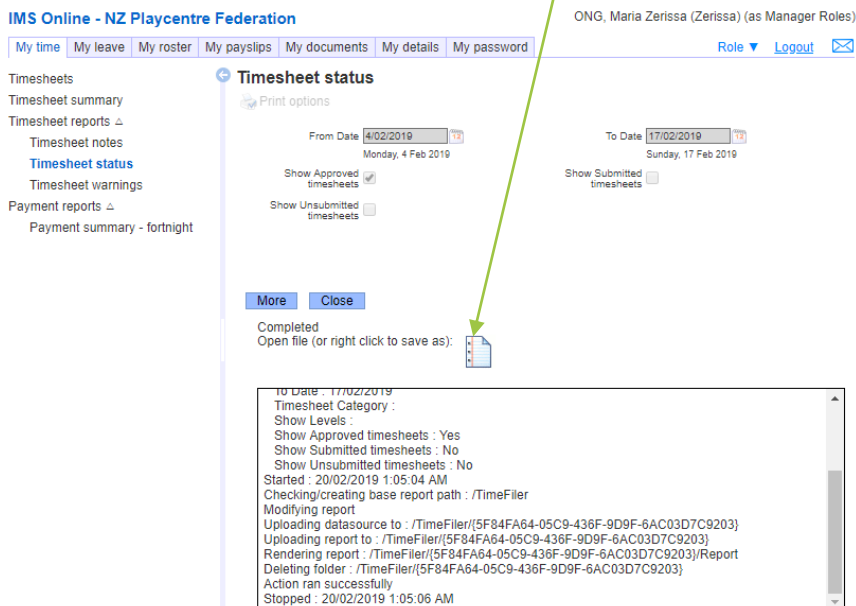 IMS Online - NZ Playcentre Federation
ONG, Maria Zerissa (Zerissa) (as Manager Roles)
My time My leave My roster My payslips My documents My details My password
Role ▼ Logout
Timesheets
Timesheet summary
Timesheet reports △
Timesheet notes
Timesheet status
Timesheet warnings
Payment reports △
Payment summary - fortnight
Timesheet status
Print options
From Date 4/02/2019
Monday, 4 Feb 2019
To Date 17/02/2019
Sunday, 17 Feb 2019
Show Approved
timesheets
Show Submitted
timesheets
Show Unsubmitted
timesheets
More Close
Completed
Open file (or right click to save as):
To Date : 17/02/2019
Timesheet Category :
Show Levels :
Show Approved timesheets : Yes
Show Submitted timesheets : No
Show Unsubmitted timesheets : No
Started : 20/02/2019 1:05:04 AM
Checking/creating base report path : /TimeFiler
Modifying report
Uploading datasource to : /TimeFiler/{5F84FA64-05C9-436F-9D9F-6AC03D7C9203}
Uploading report to : /TimeFiler/{5F84FA64-05C9-436F-9D9F-6AC03D7C9203}
Rendering report : /TimeFiler/{5F84FA64-05C9-436F-9D9F-6AC03D7C9203}/Report
Deleting folder : /TimeFiler/{5F84FA64-05C9-436F-9D9F-6AC03D7C9203}
Action ran successfully
Stopped : 20/02/2019 1:05:06 AM